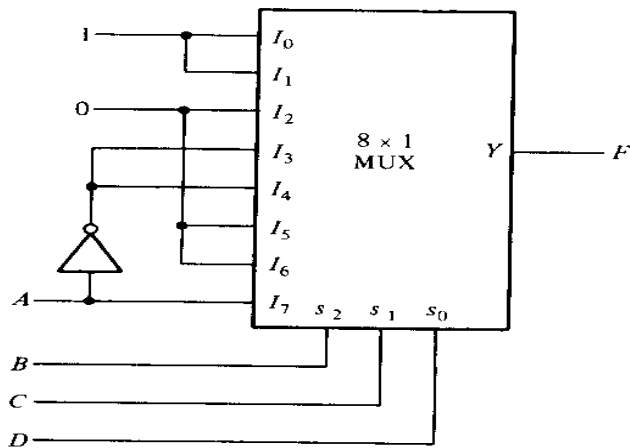 1
I₀
I₁
0
I₂
I₃
8 × 1
MUX
Y
F
I₄
I₅
I₆
A
I₇
s₂
s₁
s₀
B
C
D